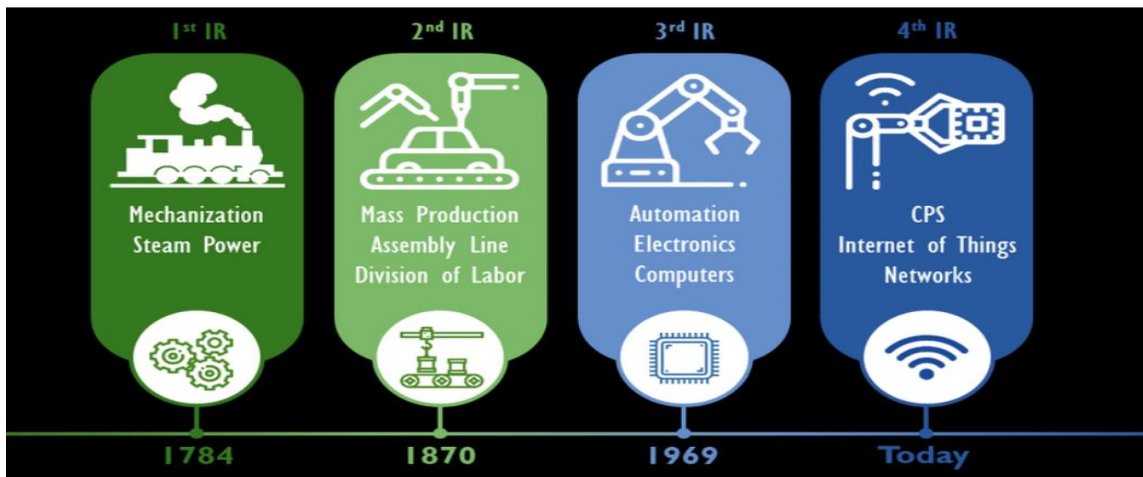 1st IR
2nd IR
3rd IR
4th IR
Mechanization
Steam Power
Mass Production
Assembly Line
Division of Labor
Automation
Electronics
Computers
CPS
Internet of Things
Networks
1784
1870
1969
Today